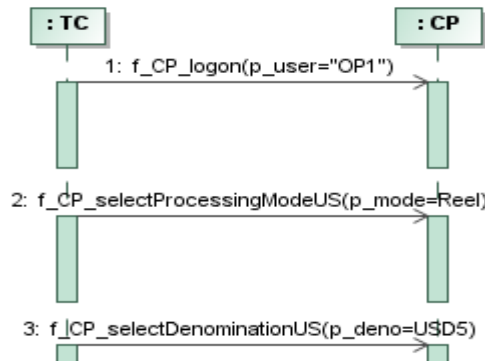 : TC
: CP
1: f_CP_logon(p_user="OP1")
2: f_CP_selectProcessingModeUS(p_mode=Reel)
3: f_CP_selectDenominationUS(p_deno=USD5)